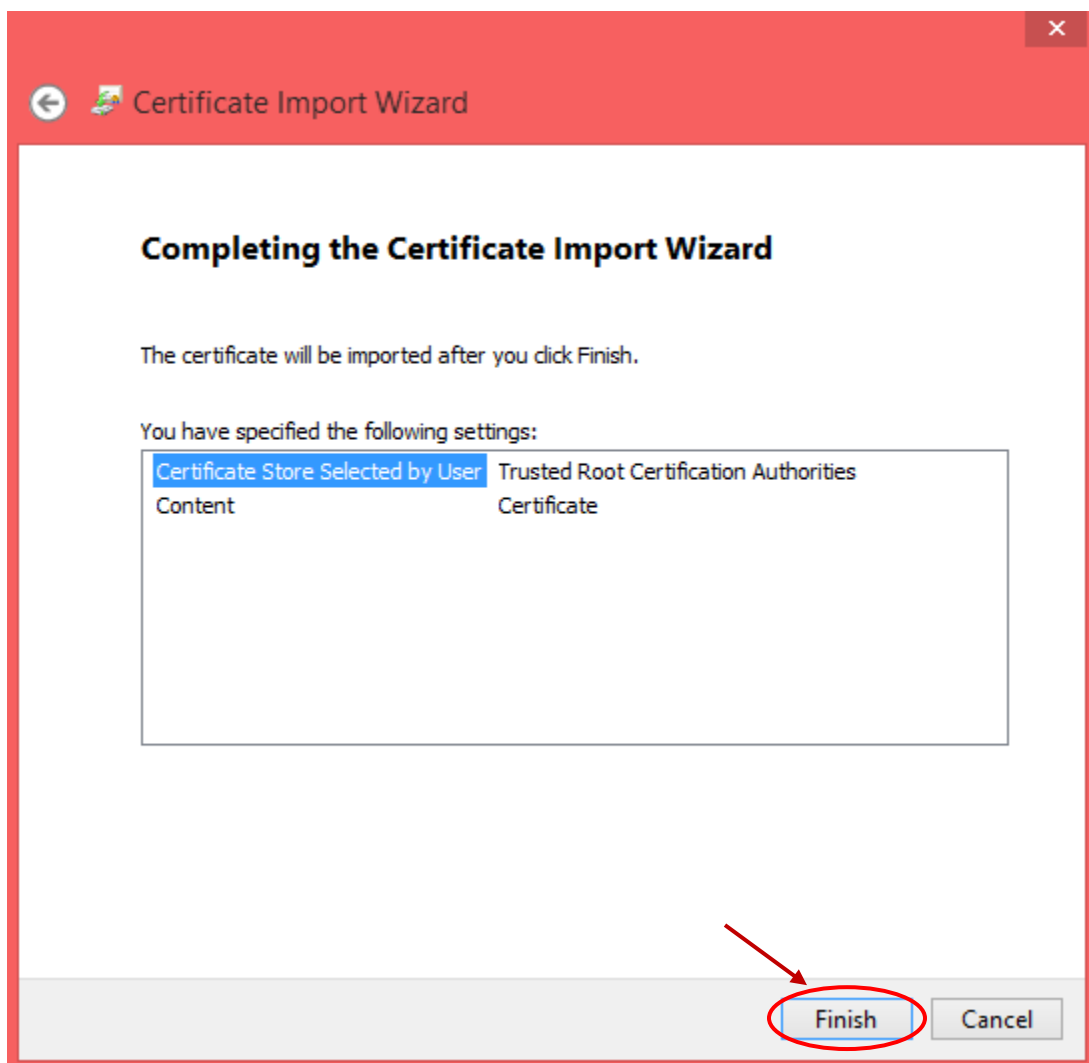 Certificate Import Wizard
Completing the Certificate Import Wizard
The certificate will be imported after you click Finish.
You have specified the following settings:
Certificate Store Selected by User Trusted Root Certification Authorities
Content Certificate
Finish Cancel